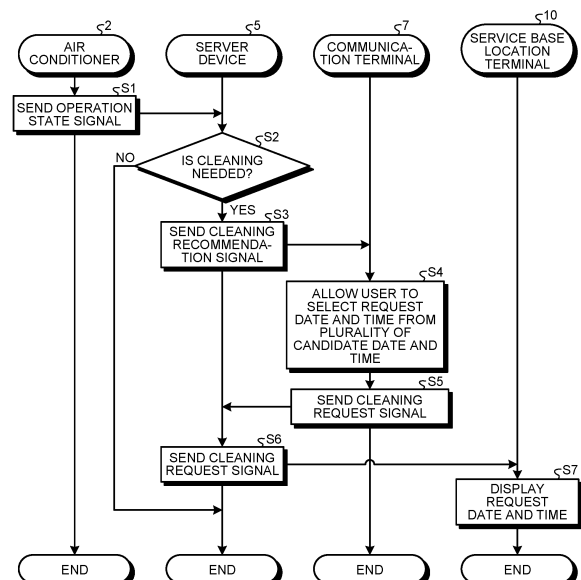 2
5
7
10
AIR
CONDITIONER
SERVER
DEVICE
COMMUNICA-
TION TERMINAL
SERVICE BASE
LOCATION
TERMINAL
S1
SEND OPERATION
STATE SIGNAL
S2
NO
IS CLEANING
NEEDED?
YES
S3
SEND CLEANING
RECOMMENDA-
TION SIGNAL
S4
ALLOW USER TO
SELECT REQUEST
DATE AND TIME FROM
PLURALITY OF
CANDIDATE DATE AND
TIME
S5
SEND CLEANING
REQUEST SIGNAL
S6
SEND CLEANING
REQUEST SIGNAL
S7
DISPLAY
REQUEST
DATE AND TIME
END
END
END
END